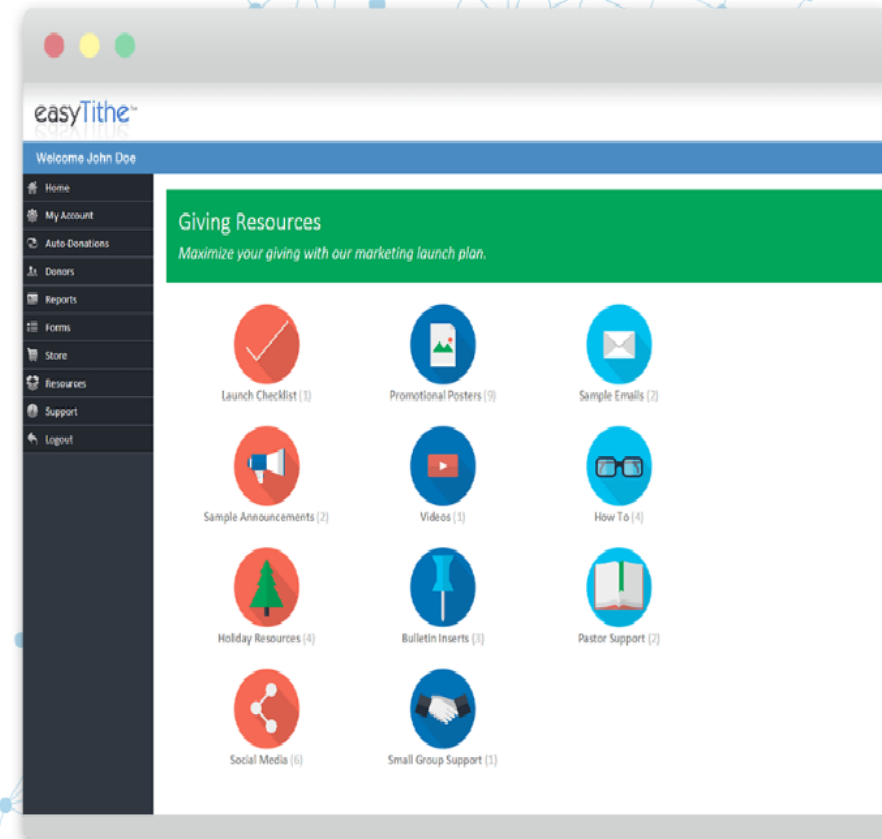 easyTithe™
Welcome John Doe
Home
My Account
Auto-Donations
Donors
Reports
Forms
Store
Resources
Support
Logout
Giving Resources
Maximize your giving with our marketing launch plan.
Launch Checklist (1)
Promotional Posters (9)
Sample Emails (2)
Sample Announcements (2)
Videos (1)
How To (4)
Holiday Resources (4)
Bulletin Inserts (3)
Pastor Support (2)
Social Media (6)
Small Group Support (1)